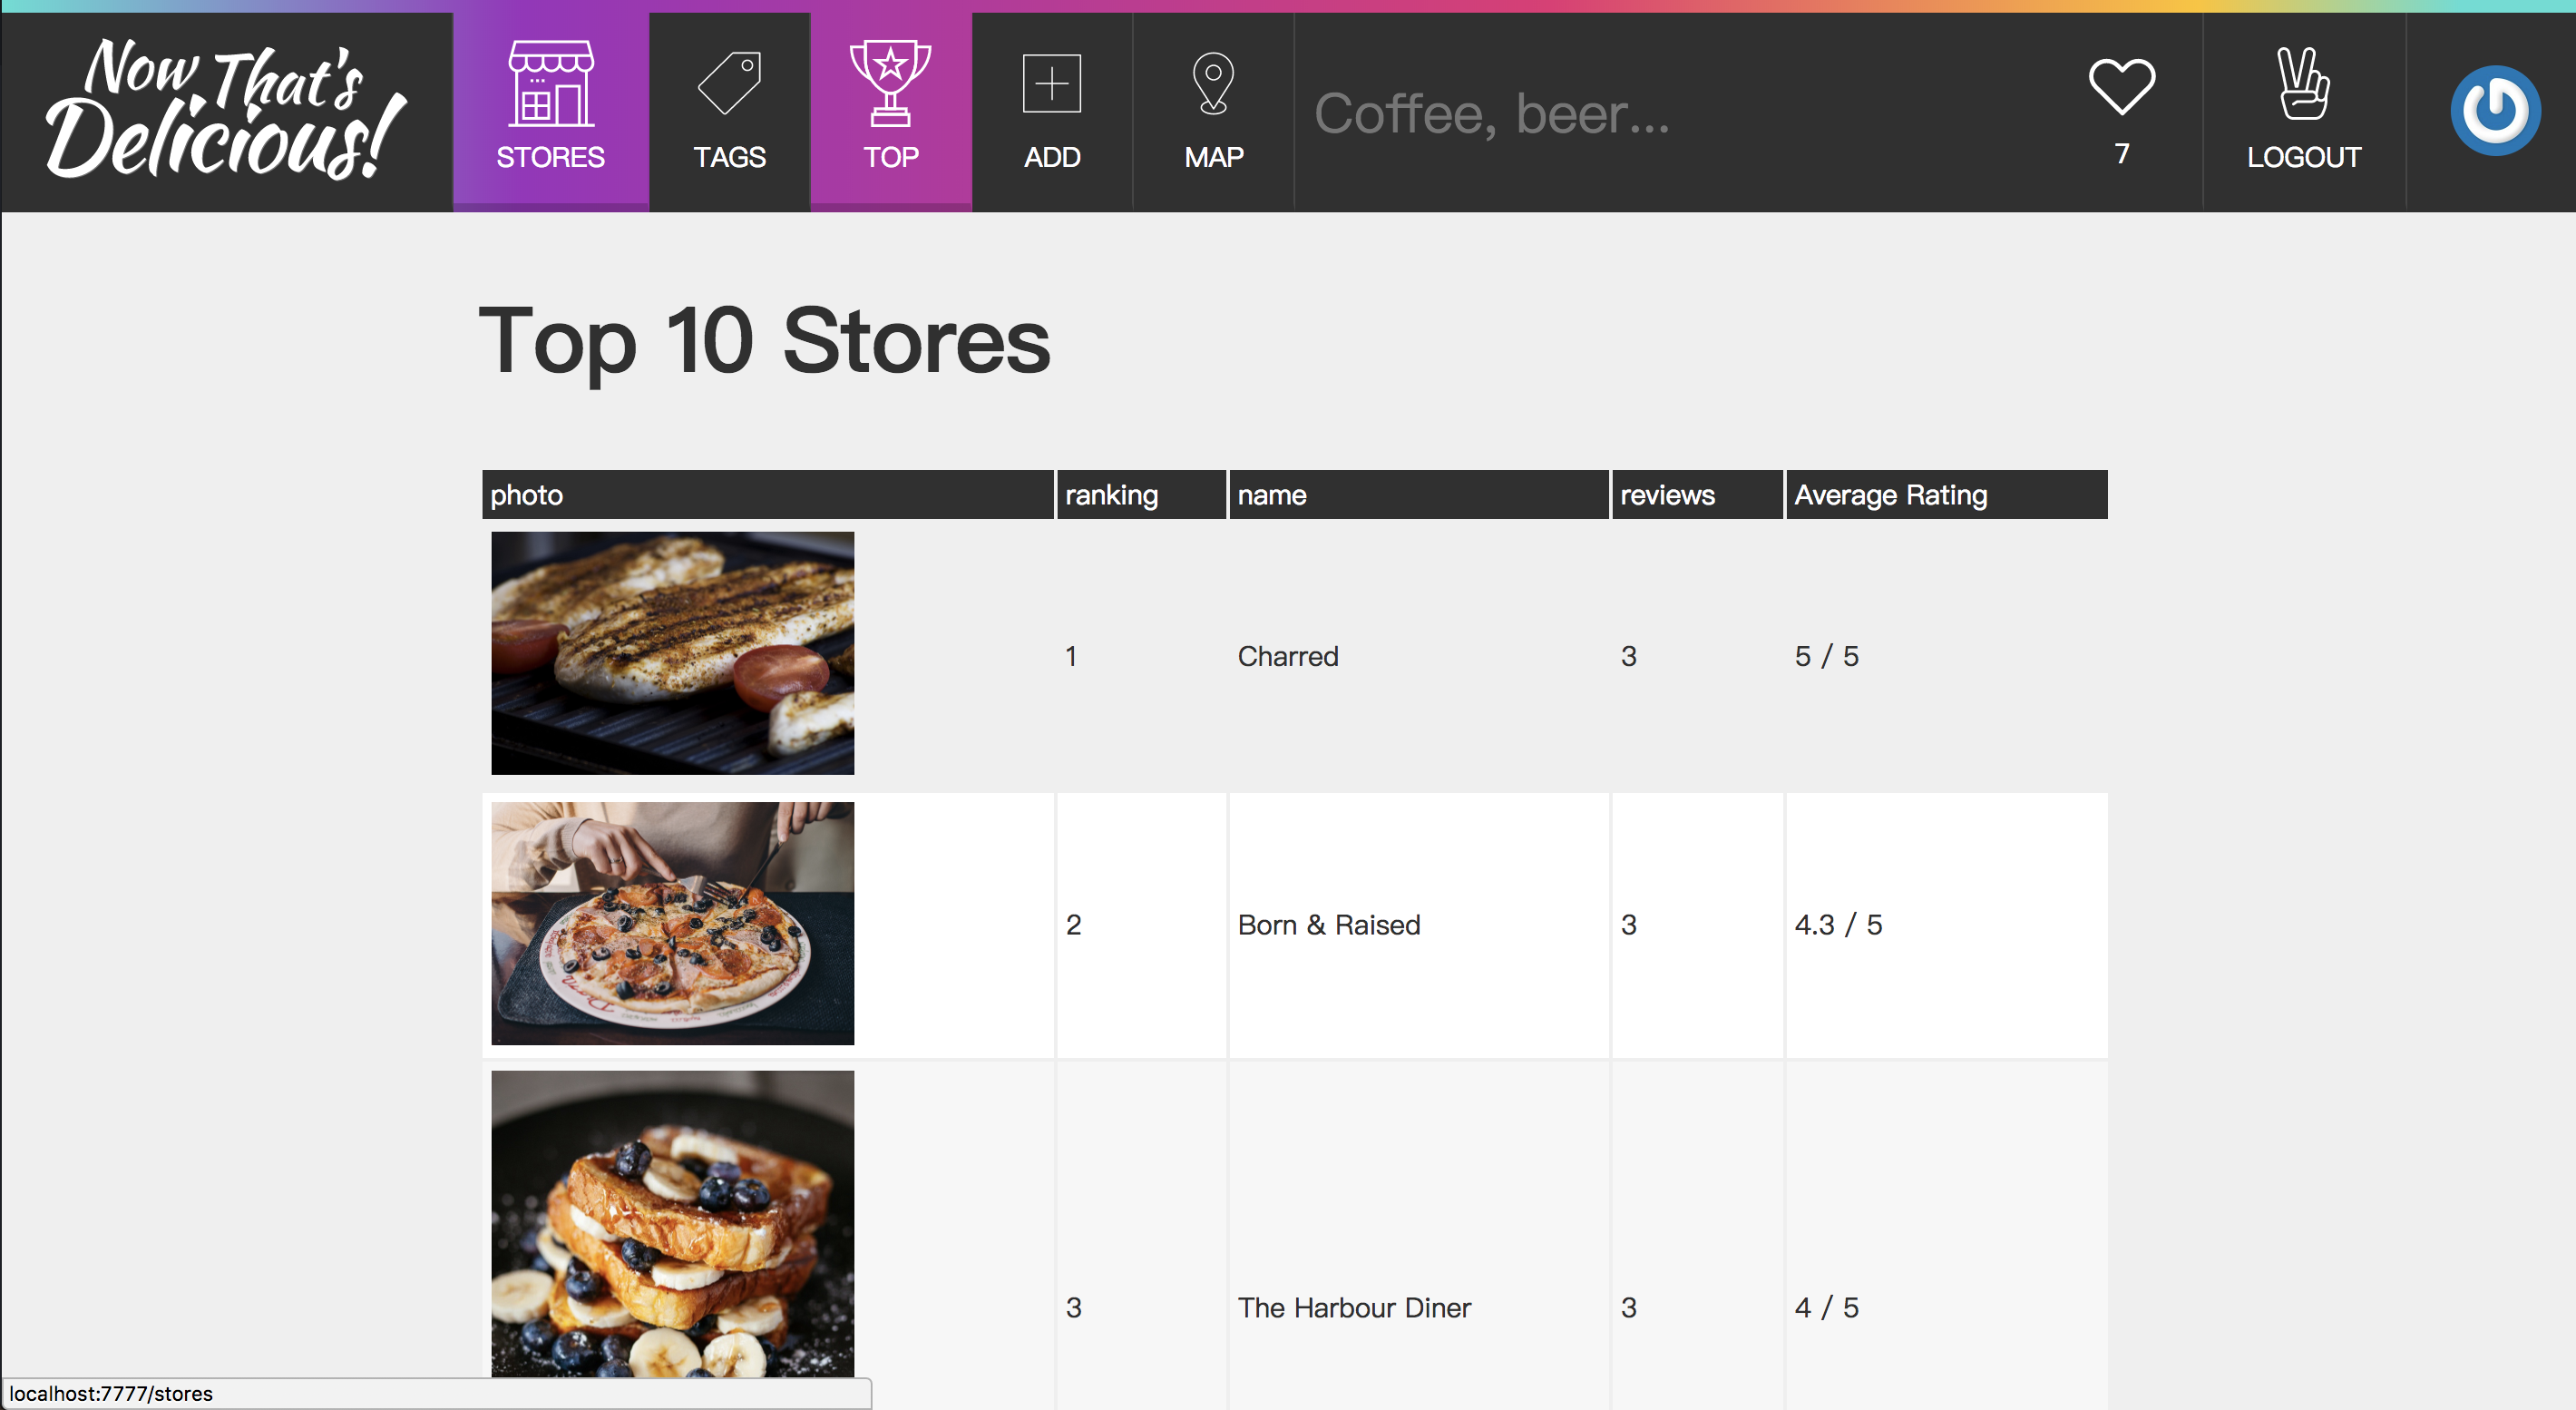 Now That's
Delicious!
STORES
TAGS
TOP
ADD
MAP
Coffee, beer...
7
LOGOUT
Top 10 Stores
photo ranking name reviews Average Rating
1 Charred 3 5 / 5
2 Born & Raised 3 4.3 / 5
3 The Harbour Diner 3 4 / 5
localhost:7777/stores